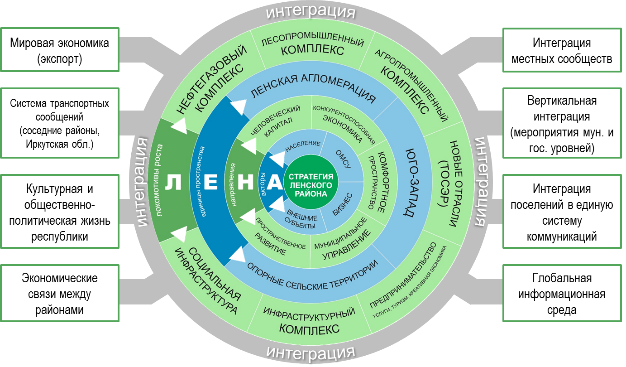 интеграция
Мировая экономика
(экспорт)
Система транспортных
сообщений
(соседние районы,
Иркутская обл.)
Культурная и
общественно-
политическая жизнь
республики
Экономические
связи между
районами
интеграция
НЕФТЕГАЗОВЫЙ
КОМПЛЕКС
ЛЕСОПРОМЫШЛЕННЫЙ
КОМПЛЕКС
АГРОПРОМЫШЛЕННЫЙ
КОМПЛЕКС
НОВЫЕ ОТРАСЛИ
(ТОСЭР)
ПРЕДПРИНИМАТЕЛЬСТВО
ИНФРАСТРУКТУРНЫЙ
КОМПЛЕКС
СОЦИАЛЬНАЯ
ИНФРАСТРУКТУРА
локомотивы роста
ЛЕНСКАЯ АГЛОМЕРАЦИЯ
ЮГО-ЗАПАД
ОПОРНЫЕ СЕЛЬСКИЕ ТЕРРИТОРИИ
ЧЕЛОВЕЧЕСКИЙ
КАПИТАЛ
КОНКУРЕНТОСПОСОБНАЯ
ЭКОНОМИКА
КОМФОРТНОЕ
ПРОСТРАНСТВО
МУНИЦИПАЛЬНОЕ
УПРАВЛЕНИЕ
ПРОСТРАНСТВЕННОЕ
РАЗВИТИЕ
направления
НАСЕЛЕНИЕ
ОМСУ
БИЗНЕС
ВНЕШНИЕ
СУБЪЕКТЫ
Л Е Н А
СТРАТЕГИЯ
ЛЕНСКОГО
РАЙОНА
интеграция
Интеграция
местных сообществ
Вертикальная
интеграция
(мероприятия мун. и
гос. уровней)
Интеграция
поселений в единую
систему
коммуникаций
Глобальная
информационная
среда
интеграция